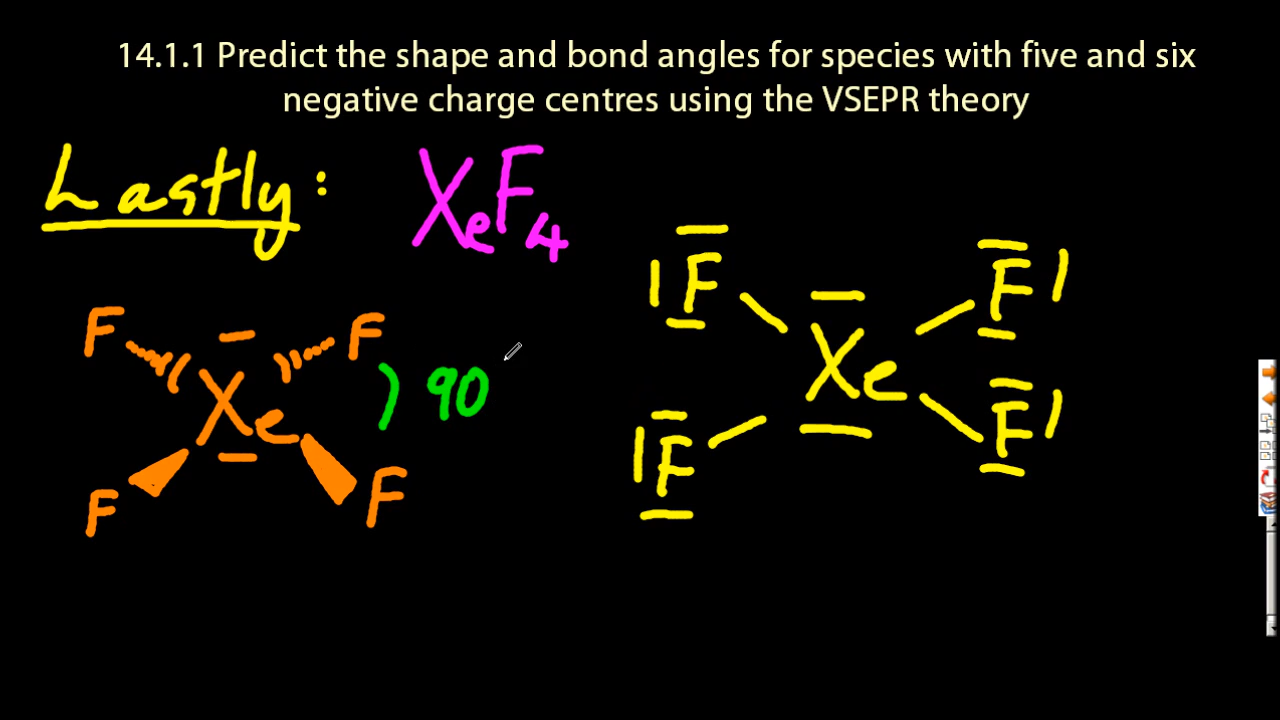 14.1.1 Predict the shape and bond angles for species with five and six
negative charge centres using the VSEPR theory
Lastly: XeF4
F F
Xe
F F
) 90
F F
Xe
F F